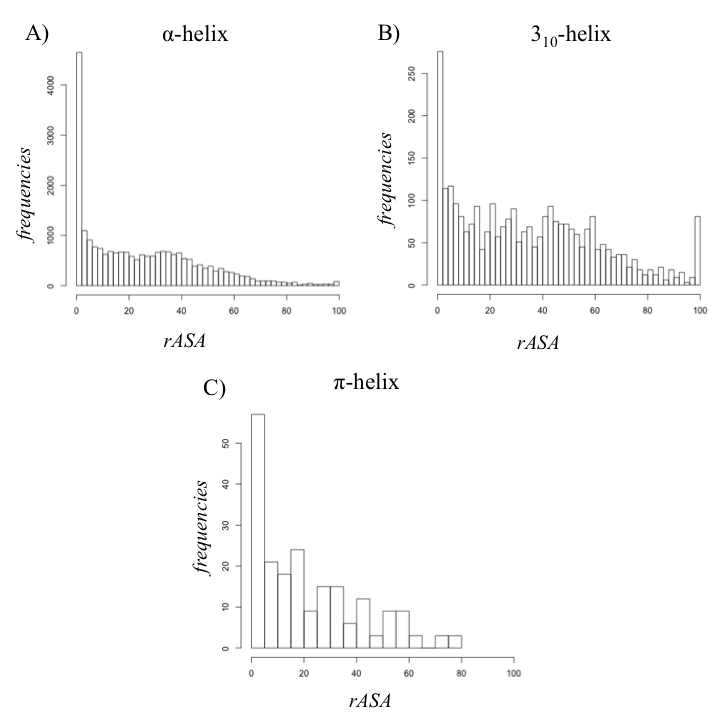 A) α-helix
frequencies
0 1000 2000 3000 4000
0 20 40 60 80 100
rASA
B) 3₁₀-helix
frequencies
0 50 100 150 200 250
0 20 40 60 80 100
rASA
C) π-helix
frequencies
0 10 20 30 40 50
0 20 40 60 80 100
rASA